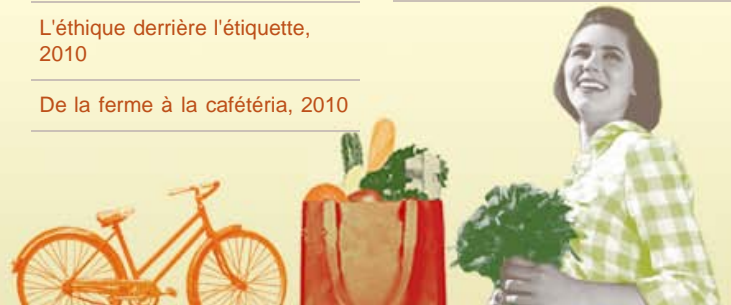 L'éthique derrière l'étiquette,
2010
De la ferme à la cafétéria, 2010